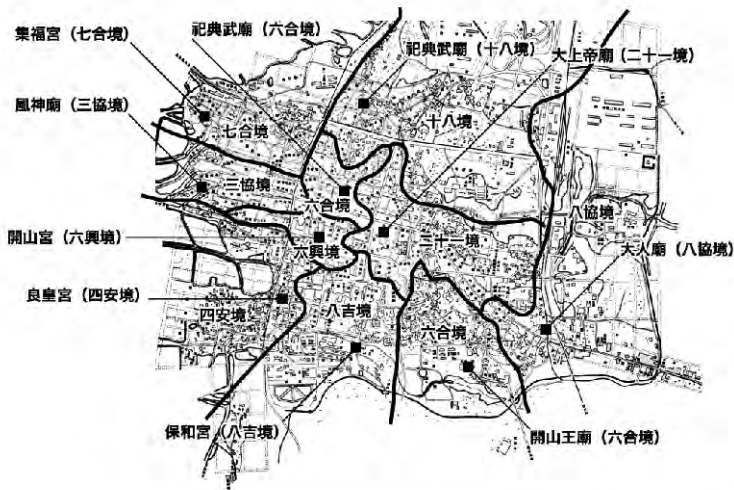 集福宮（七合境）
祀典武廟（六合境）
祀典武廟（十八境）
大上帝廟（二十一境）
風神廟（三協境）
七合境
十八境
三協境
六合境
八協境
開山宮（六興境）
六興境
二十一境
大人廟（八協境）
良皇宮（四安境）
四安境
八吉境
六合境
保和宮（八吉境）
開山王廟（六合境）